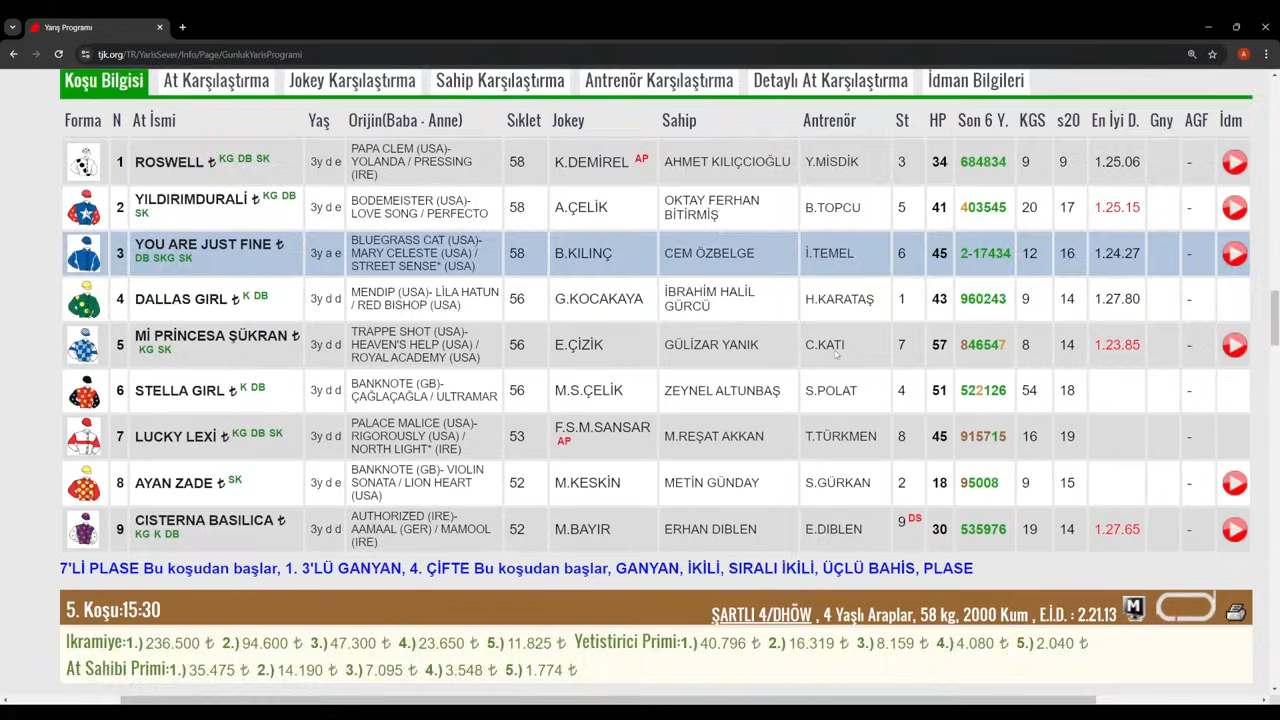 Yarış Programı
tjk.org/TR/YarisSever/Info/Page/GunlukYarisProgrami
Koşu Bilgisi At Karşılaştırma Jokey Karşılaştırma Sahip Karşılaştırma Antrenör Karşılaştırma Detaylı At Karşılaştırma İdman Bilgileri
Forma N At İsmi Yaş Orijin(Baba - Anne) Sıklet Jokey Sahip Antrenör St HP Son 6 Y. KGS s20 En İyi D. Gny AGF İdm
1 ROSWELL ₺ KG DB SK 3y d e PAPA CLEM (USA)- YOLANDA / PRESSING (IRE) 58 K.DEMİREL AP AHMET KILIÇCIOĞLU Y.MİSDİK 3 34 684834 9 9 1.25.06 -
2 YILDIRIMDURALİ ₺ KG DB SK 3y d e BODEMEISTER (USA)- LOVE SONG / PERFECTO 58 A.ÇELİK OKTAY FERHAN BİTİRMİŞ B.TOPCU 5 41 403545 20 17 1.25.15 -
3 YOU ARE JUST FINE ₺ DB SKG SK 3y a e BLUEGRASS CAT (USA)- MARY CELESTE (USA) / STREET SENSE* (USA) 58 B.KILINÇ CEM ÖZBELGE İ.TEMEL 6 45 2-17434 12 16 1.24.27 -
4 DALLAS GIRL ₺ K DB 3y d d MENDIP (USA)- LİLA HATUN / RED BISHOP (USA) 56 G.KOCAKAYA İBRAHİM HALİL GÜRCÜ H.KARATAŞ 1 43 960243 9 14 1.27.80 -
5 Mİ PRİNCESA ŞÜKRAN ₺ KG SK 3y d d TRAPPE SHOT (USA)- HEAVEN'S HELP (USA) / ROYAL ACADEMY (USA) 56 E.ÇİZİK GÜLİZAR YANIK C.KATI 7 57 846547 8 14 1.23.85 -
6 STELLA GIRL ₺ K DB 3y d d BANKNOTE (GB)- ÇAĞLAÇAĞLA / ULTRAMAR 56 M.S.ÇELİK ZEYNEL ALTUNBAŞ S.POLAT 4 51 522126 54 18 -
7 LUCKY LEXİ ₺ KG DB SK 3y d d PALACE MALICE (USA)- RIGOROUSLY (USA) / NORTH LIGHT* (IRE) 53 F.S.M.SANSAR AP M.REŞAT AKKAN T.TÜRKMEN 8 45 915715 16 19 -
8 AYAN ZADE ₺ SK 3y d e BANKNOTE (GB)- VIOLIN SONATA / LION HEART (USA) 52 M.KESKİN METİN GÜNDAY S.GÜRKAN 2 18 95008 9 15 -
9 CISTERNA BASILICA ₺ KG K DB 3y d d AUTHORIZED (IRE)- AAMAAL (GER) / MAMOOL (IRE) 52 M.BAYIR ERHAN DIBLEN E.DIBLEN 9 DS 30 535976 19 14 1.27.65 -
7'Lİ PLASE Bu koşudan başlar, 1. 3'LÜ GANYAN, 4. ÇİFTE Bu koşudan başlar, GANYAN, İKİLİ, SIRALI İKİLİ, ÜÇLÜ BAHİS, PLASE
5. Koşu:15:30 ŞARTLI 4/DHÖW , 4 Yaşlı Araplar, 58 kg, 2000 Kum , E.İ.D. : 2.21.13 M
Ikramiye:1.) 236.500 ₺ 2.) 94.600 ₺ 3.) 47.300 ₺ 4.) 23.650 ₺ 5.) 11.825 ₺ Yetistirici Primi:1.) 40.796 ₺ 2.) 16.319 ₺ 3.) 8.159 ₺ 4.) 4.080 ₺ 5.) 2.040 ₺
At Sahibi Primi:1.) 35.475 ₺ 2.) 14.190 ₺ 3.) 7.095 ₺ 4.) 3.548 ₺ 5.) 1.774 ₺